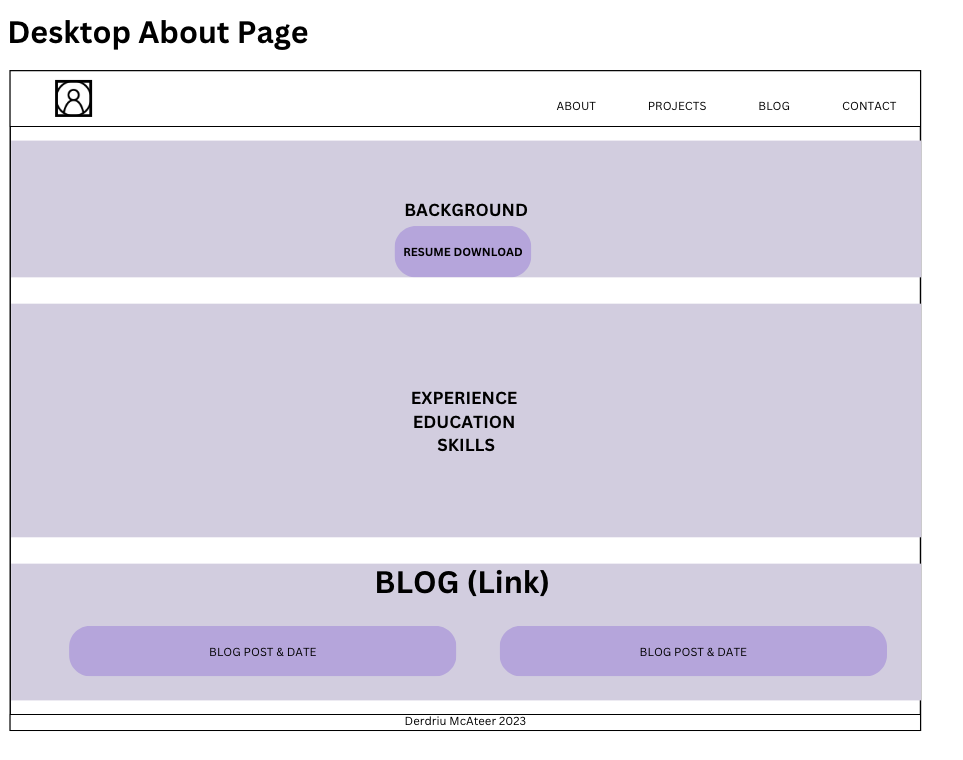 Desktop About Page
ABOUT PROJECTS BLOG CONTACT
BACKGROUND
RESUME DOWNLOAD
EXPERIENCE
EDUCATION
SKILLS
BLOG (Link)
BLOG POST & DATE BLOG POST & DATE
Derdriu McAteer 2023